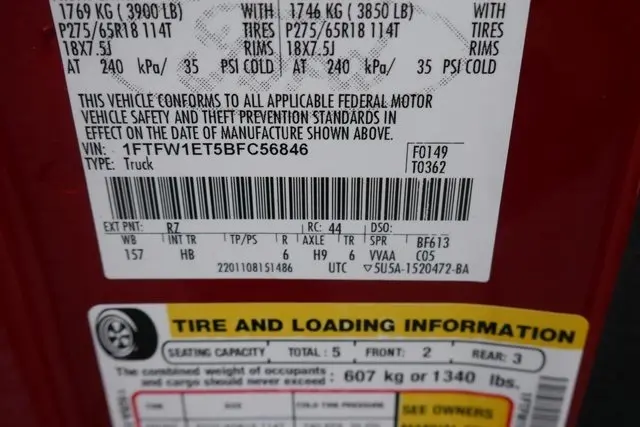 1769 KG ( 3900 LB) WITH 1746 KG ( 3850 LB) WITH
P275/65R18 114T TIRES P275/65R18 114T TIRES
18X7.5J RIMS 18X7.5J RIMS
AT 240 kPa/ 35 PSI COLD AT 240 kPa/ 35 PSI COLD
THIS VEHICLE CONFORMS TO ALL APPLICABLE FEDERAL MOTOR
VEHICLE SAFETY AND THEFT PREVENTION STANDARDS IN
EFFECT ON THE DATE OF MANUFACTURE SHOWN ABOVE.
VIN: 1FTFW1ET5BFC56846 F0149
TYPE: Truck T0362
EXT PNT: RZ RC: 44 DSO:
WB INT TR TP/PS R AXLE TR SPR BF613
157 HB 6 H9 6 VVAA C05
2201108151486 UTC ▽5U5A-1520472-BA
TIRE AND LOADING INFORMATION
SEATING CAPACITY TOTAL : 5 FRONT: 2 REAR: 3
The combined weight of occupants
and cargo should never exceed : 607 kg or 1340 lbs.
TIRE SIZE COLD TIRE PRESSURE SEE OWNERS